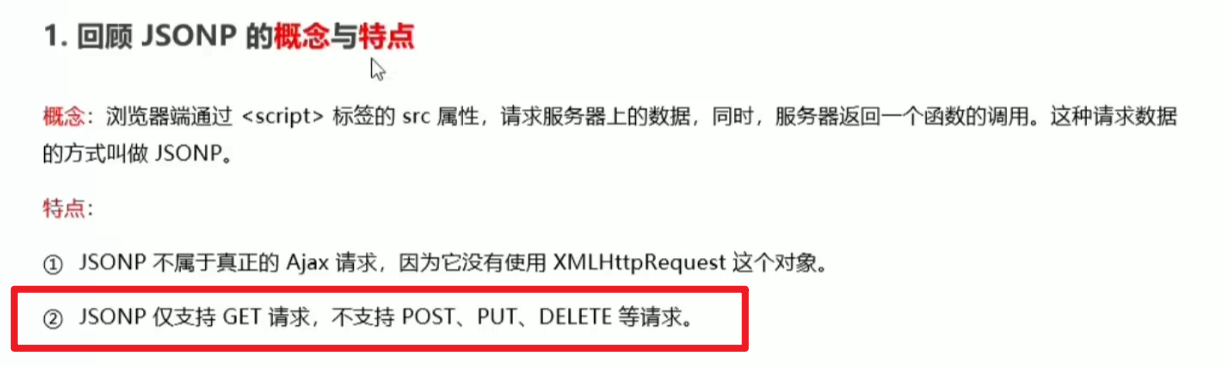 1. 回顾 JSONP 的概念与特点
概念：浏览器端通过 <script> 标签的 src 属性，请求服务器上的数据，同时，服务器返回一个函数的调用。这种请求数据
的方式叫做 JSONP。
特点：
① JSONP 不属于真正的 Ajax 请求，因为它没有使用 XMLHttpRequest 这个对象。
② JSONP 仅支持 GET 请求，不支持 POST、PUT、DELETE 等请求。